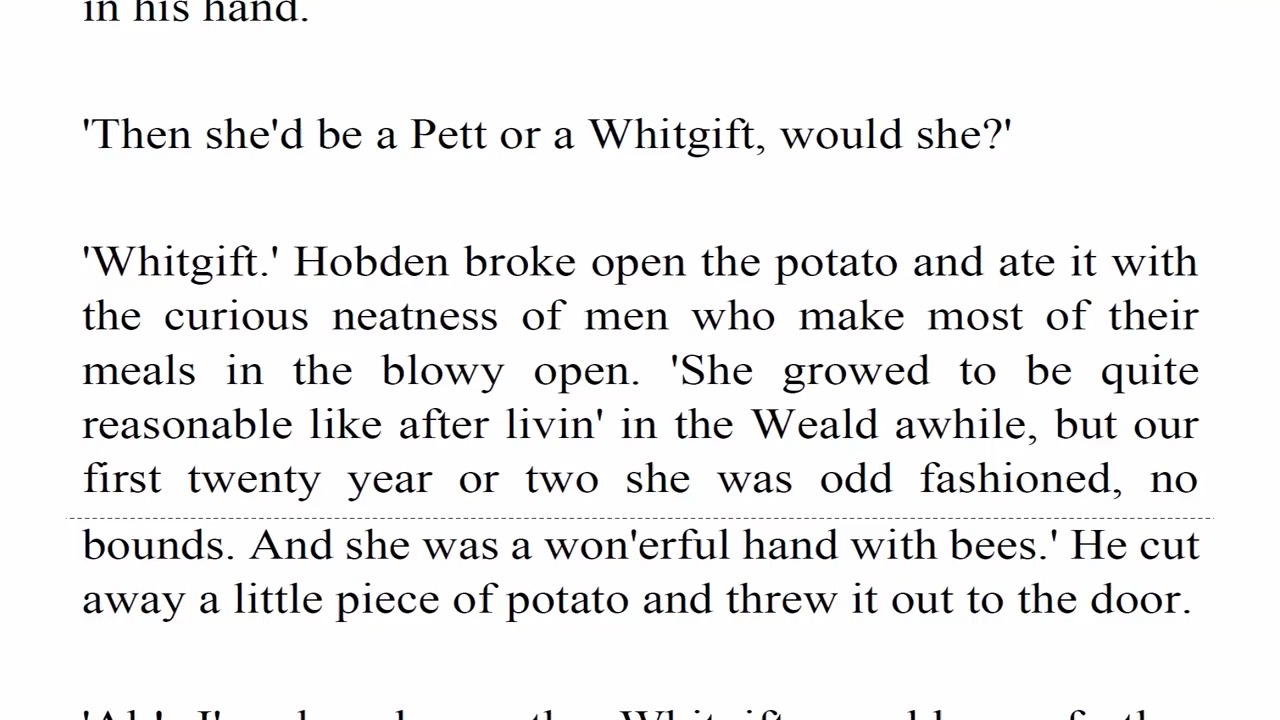 in his hand.
'Then she'd be a Pett or a Whitgift, would she?'
'Whitgift.' Hobden broke open the potato and ate it with
the curious neatness of men who make most of their
meals in the blowy open. 'She growed to be quite
reasonable like after livin' in the Weald awhile, but our
first twenty year or two she was odd fashioned, no
bounds. And she was a won'erful hand with bees.' He cut
away a little piece of potato and threw it out to the door.